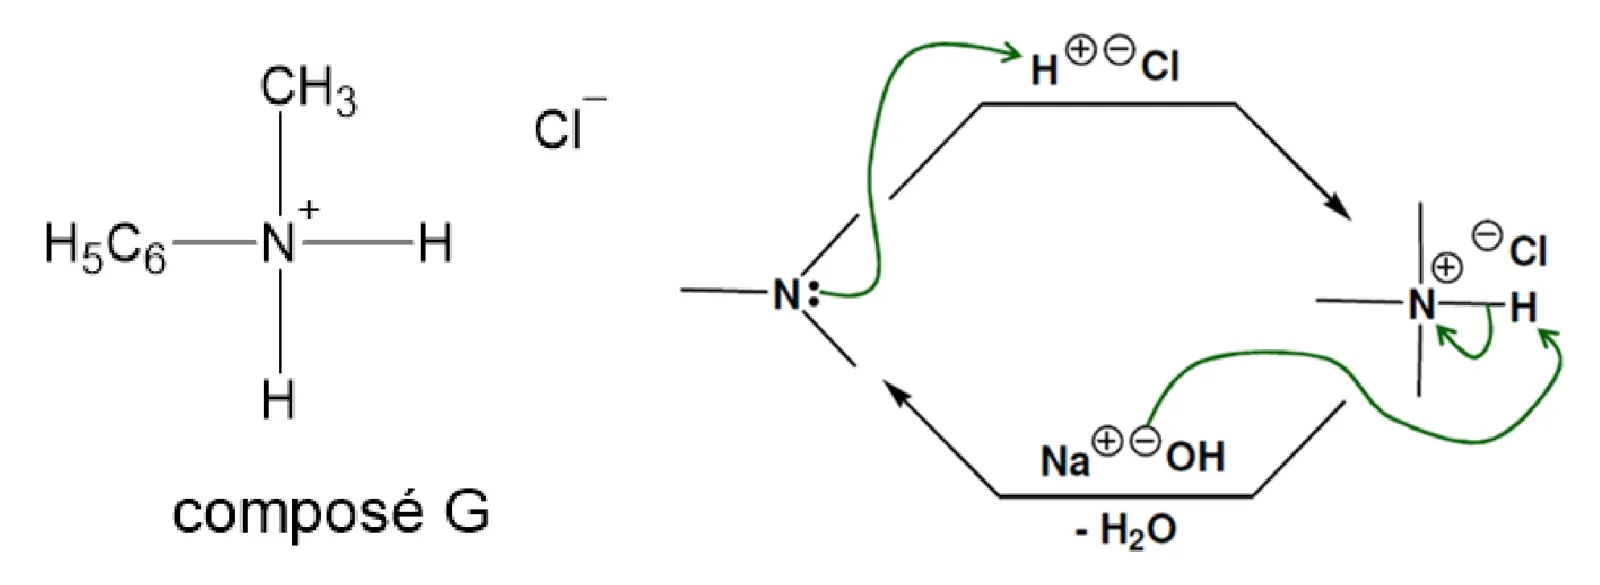 CH₃
Cl⁻
H₅C₆ N⁺ H
H
composé G
H⊕ ⊖Cl
N:
⊖Cl
N⊕ H
Na⊕ ⊖OH
- H₂O